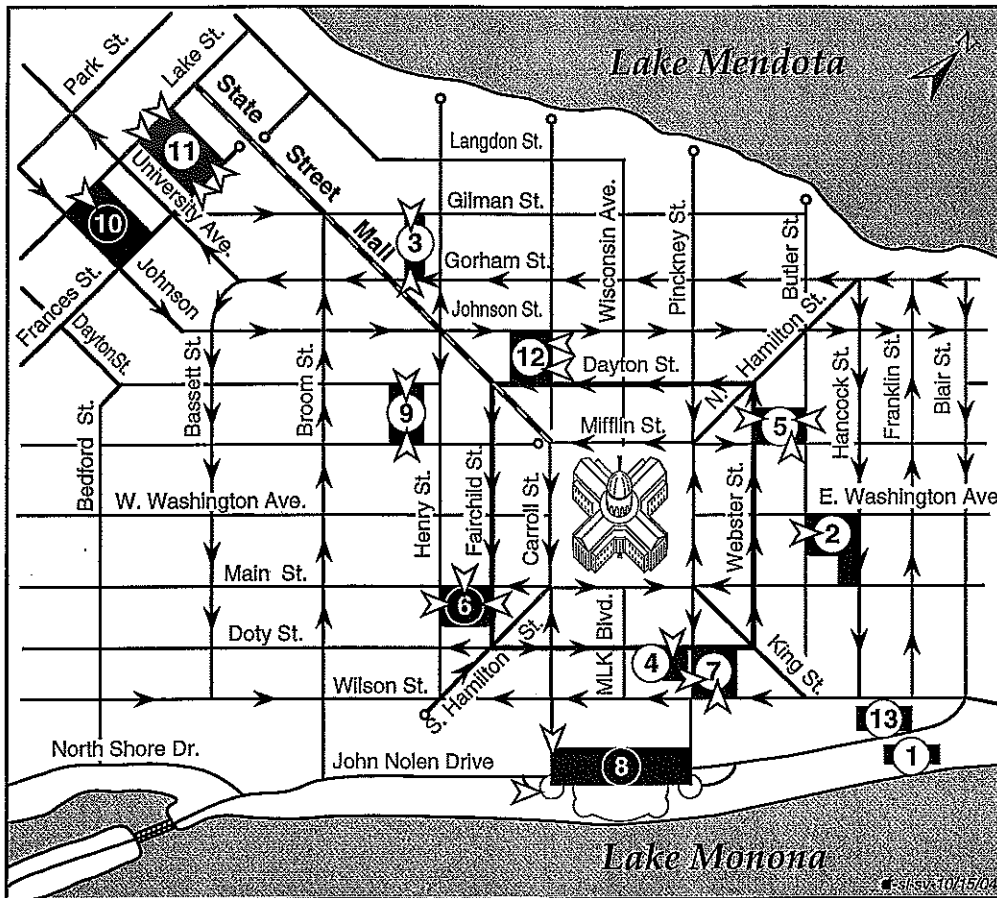 Park St.
Lake St.
State Street Mall
Lake Mendota
Langdon St.
11
University Ave.
10
Gilman St.
3
Wisconsin Ave.
Pinckney St.
Butler St.
Gorham St.
Frances St.
Johnson
Johnson St.
N. Hamilton St.
Dayton St.
12
Dayton St.
Bedford St.
Bassett St.
Broom St.
9
Mifflin St.
5
Hancock St.
Franklin St.
Blair St.
W. Washington Ave.
Henry St.
Fairchild St.
Carroll St.
Webster St.
E. Washington Ave
2
Main St.
6
Doty St.
S. Hamilton St.
MLK Blvd.
4
7
King St.
Wilson St.
13
North Shore Dr.
John Nolen Drive
8
1
Lake Monona